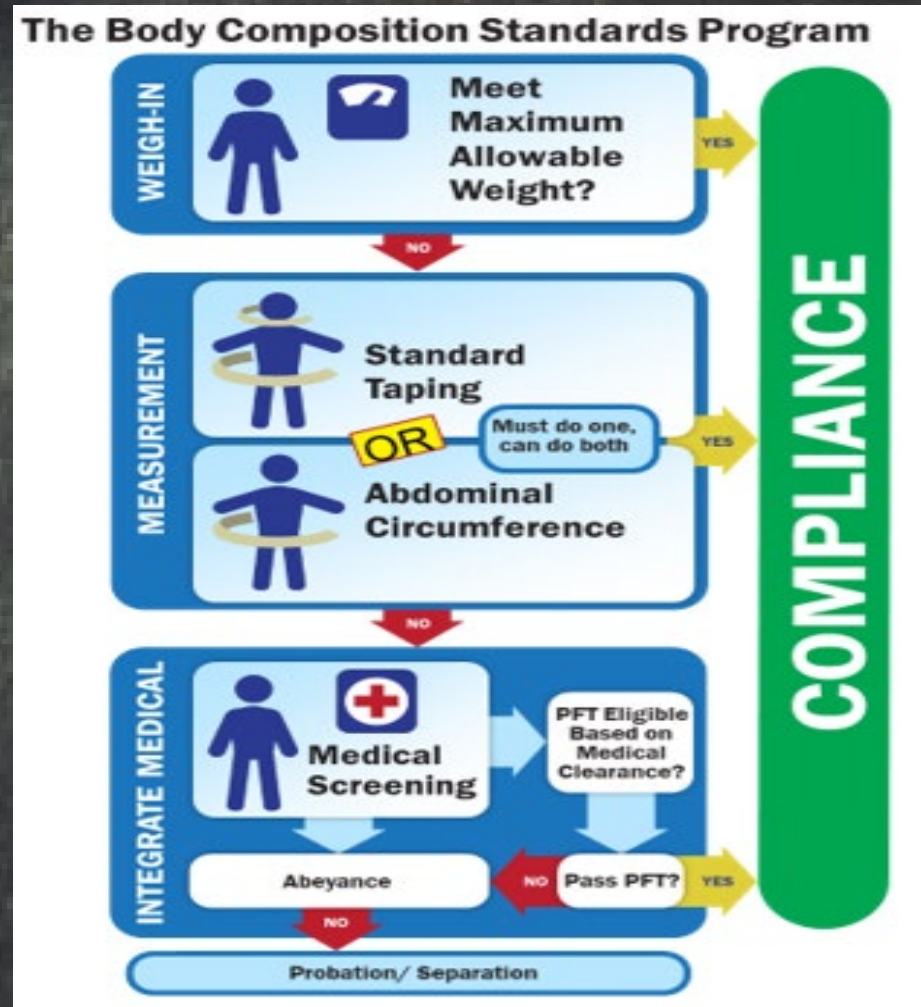 The Body Composition Standards Program
WEIGH-IN
Meet
Maximum
Allowable
Weight?
YES
NO
MEASUREMENT
Standard
Taping
OR
Must do one,
can do both
YES
Abdominal
Circumference
NO
INTEGRATE MEDICAL
Medical
Screening
PFT Eligible
Based on
Medical
Clearance?
Abeyance
NO
Pass PFT?
YES
NO
Probation/ Separation
COMPLIANCE